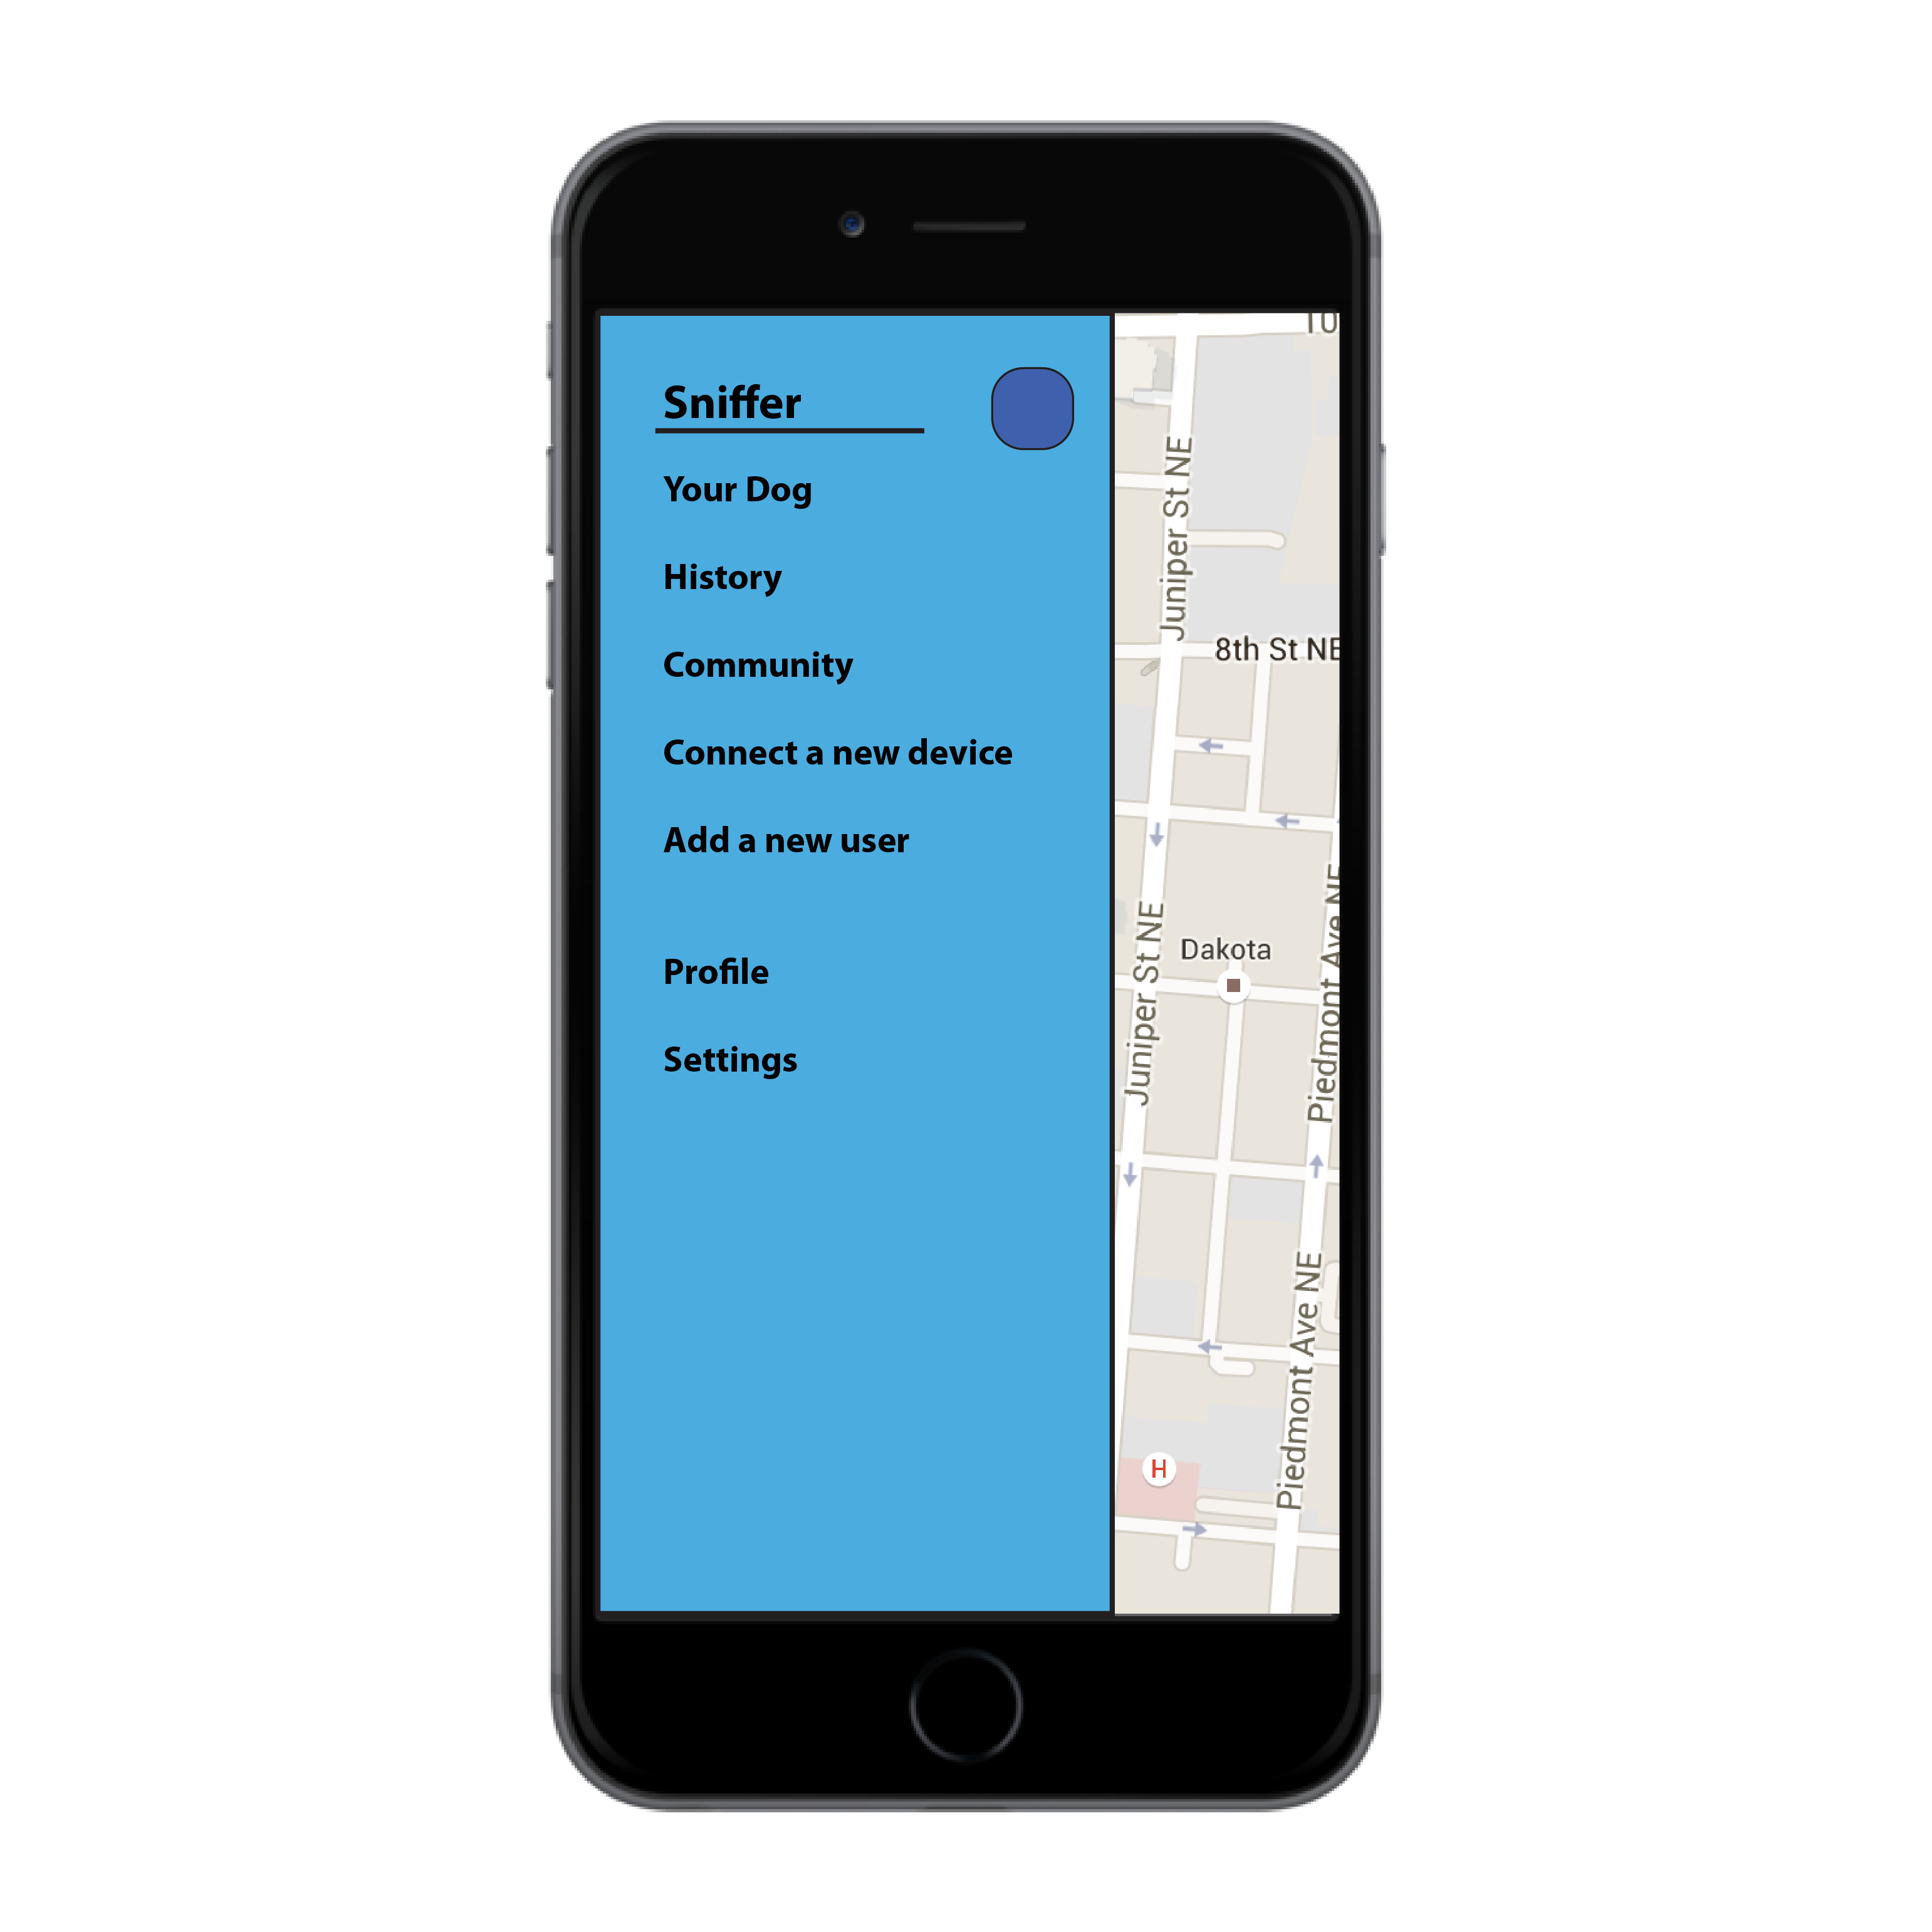 Sniffer
Your Dog
History
Community
Connect a new device
Add a new user
Profile
Settings
Juniper St NE
8th St NE
Juniper St NE
Dakota
Piedmont Ave NE
Piedmont Ave NE
H